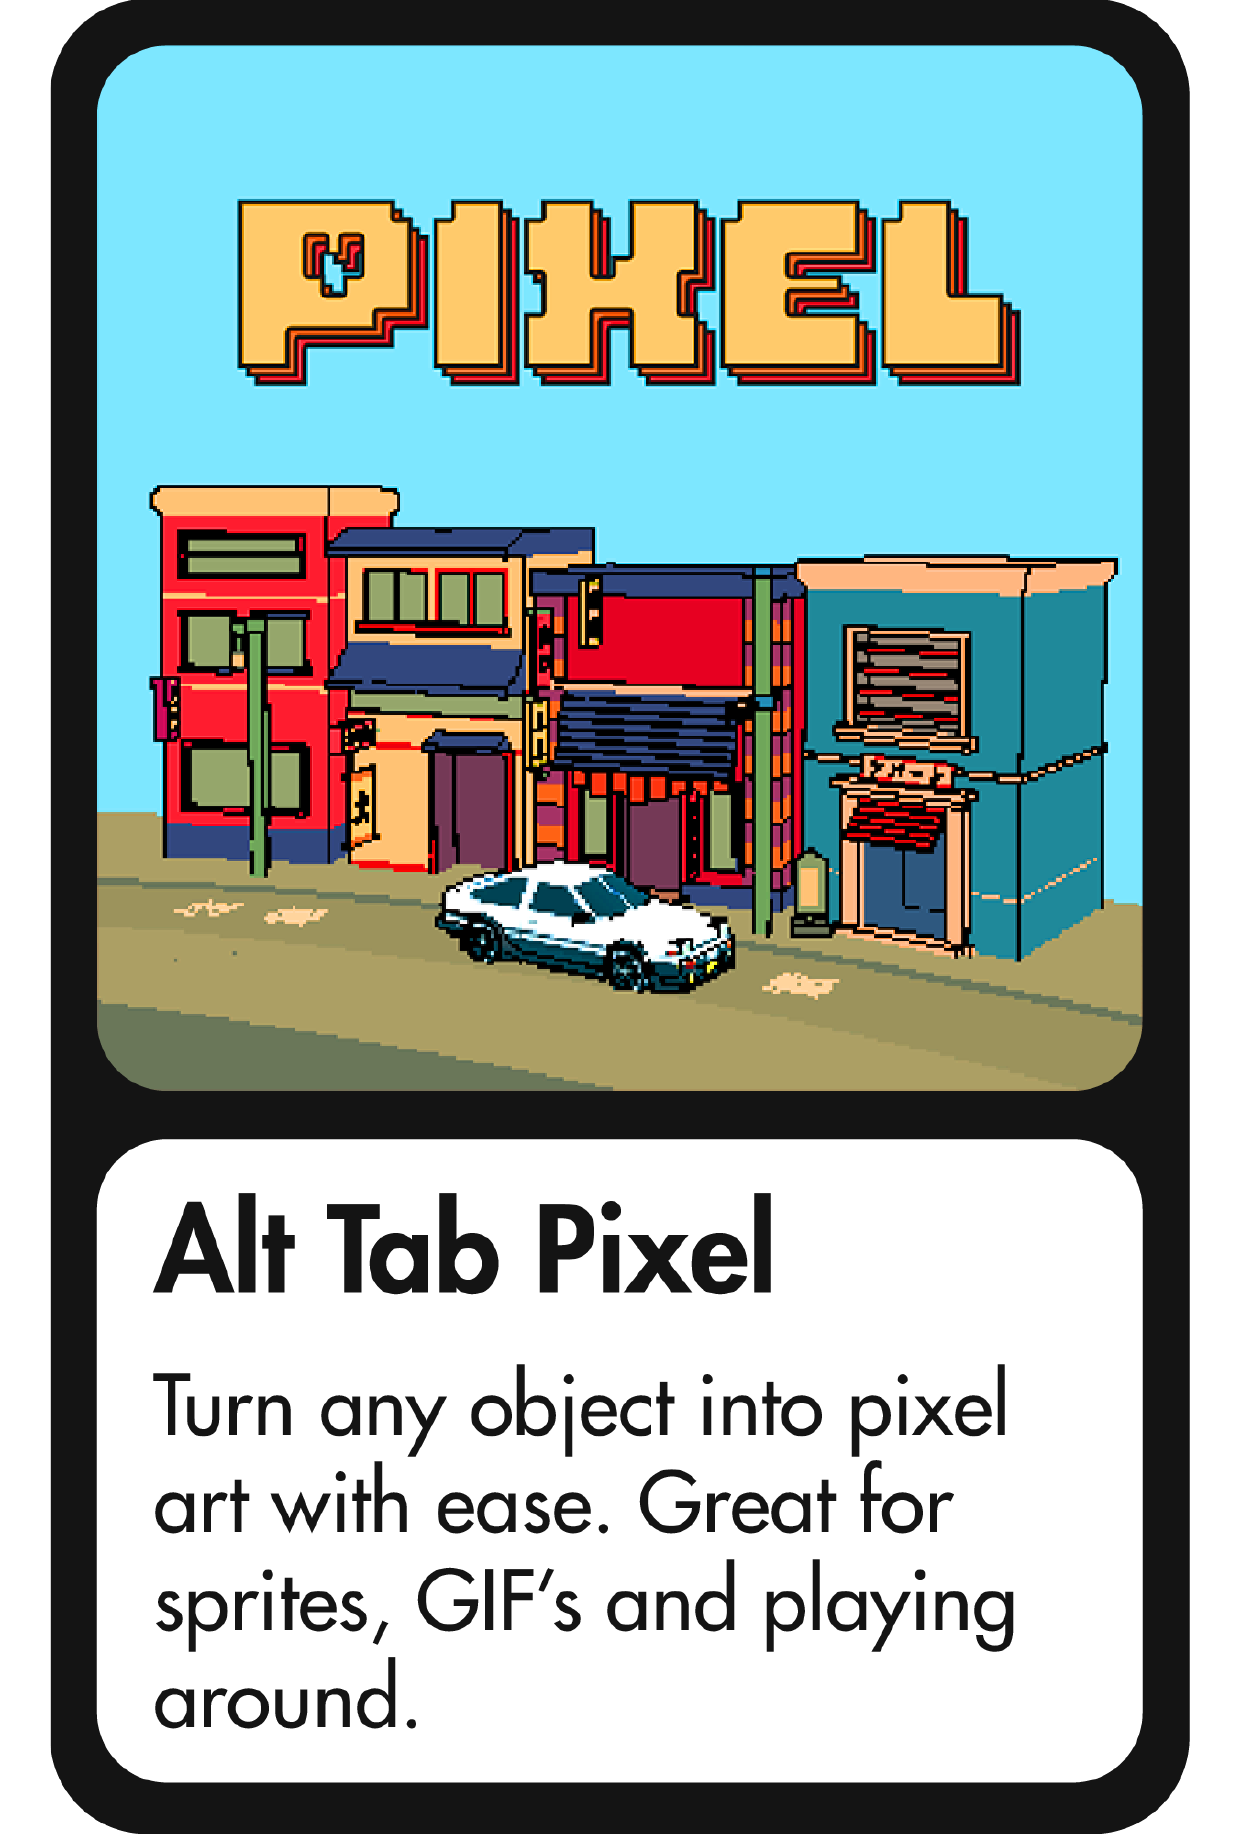 PIXEL
Alt Tab Pixel
Turn any object into pixel
art with ease. Great for
sprites, GIF’s and playing
around.